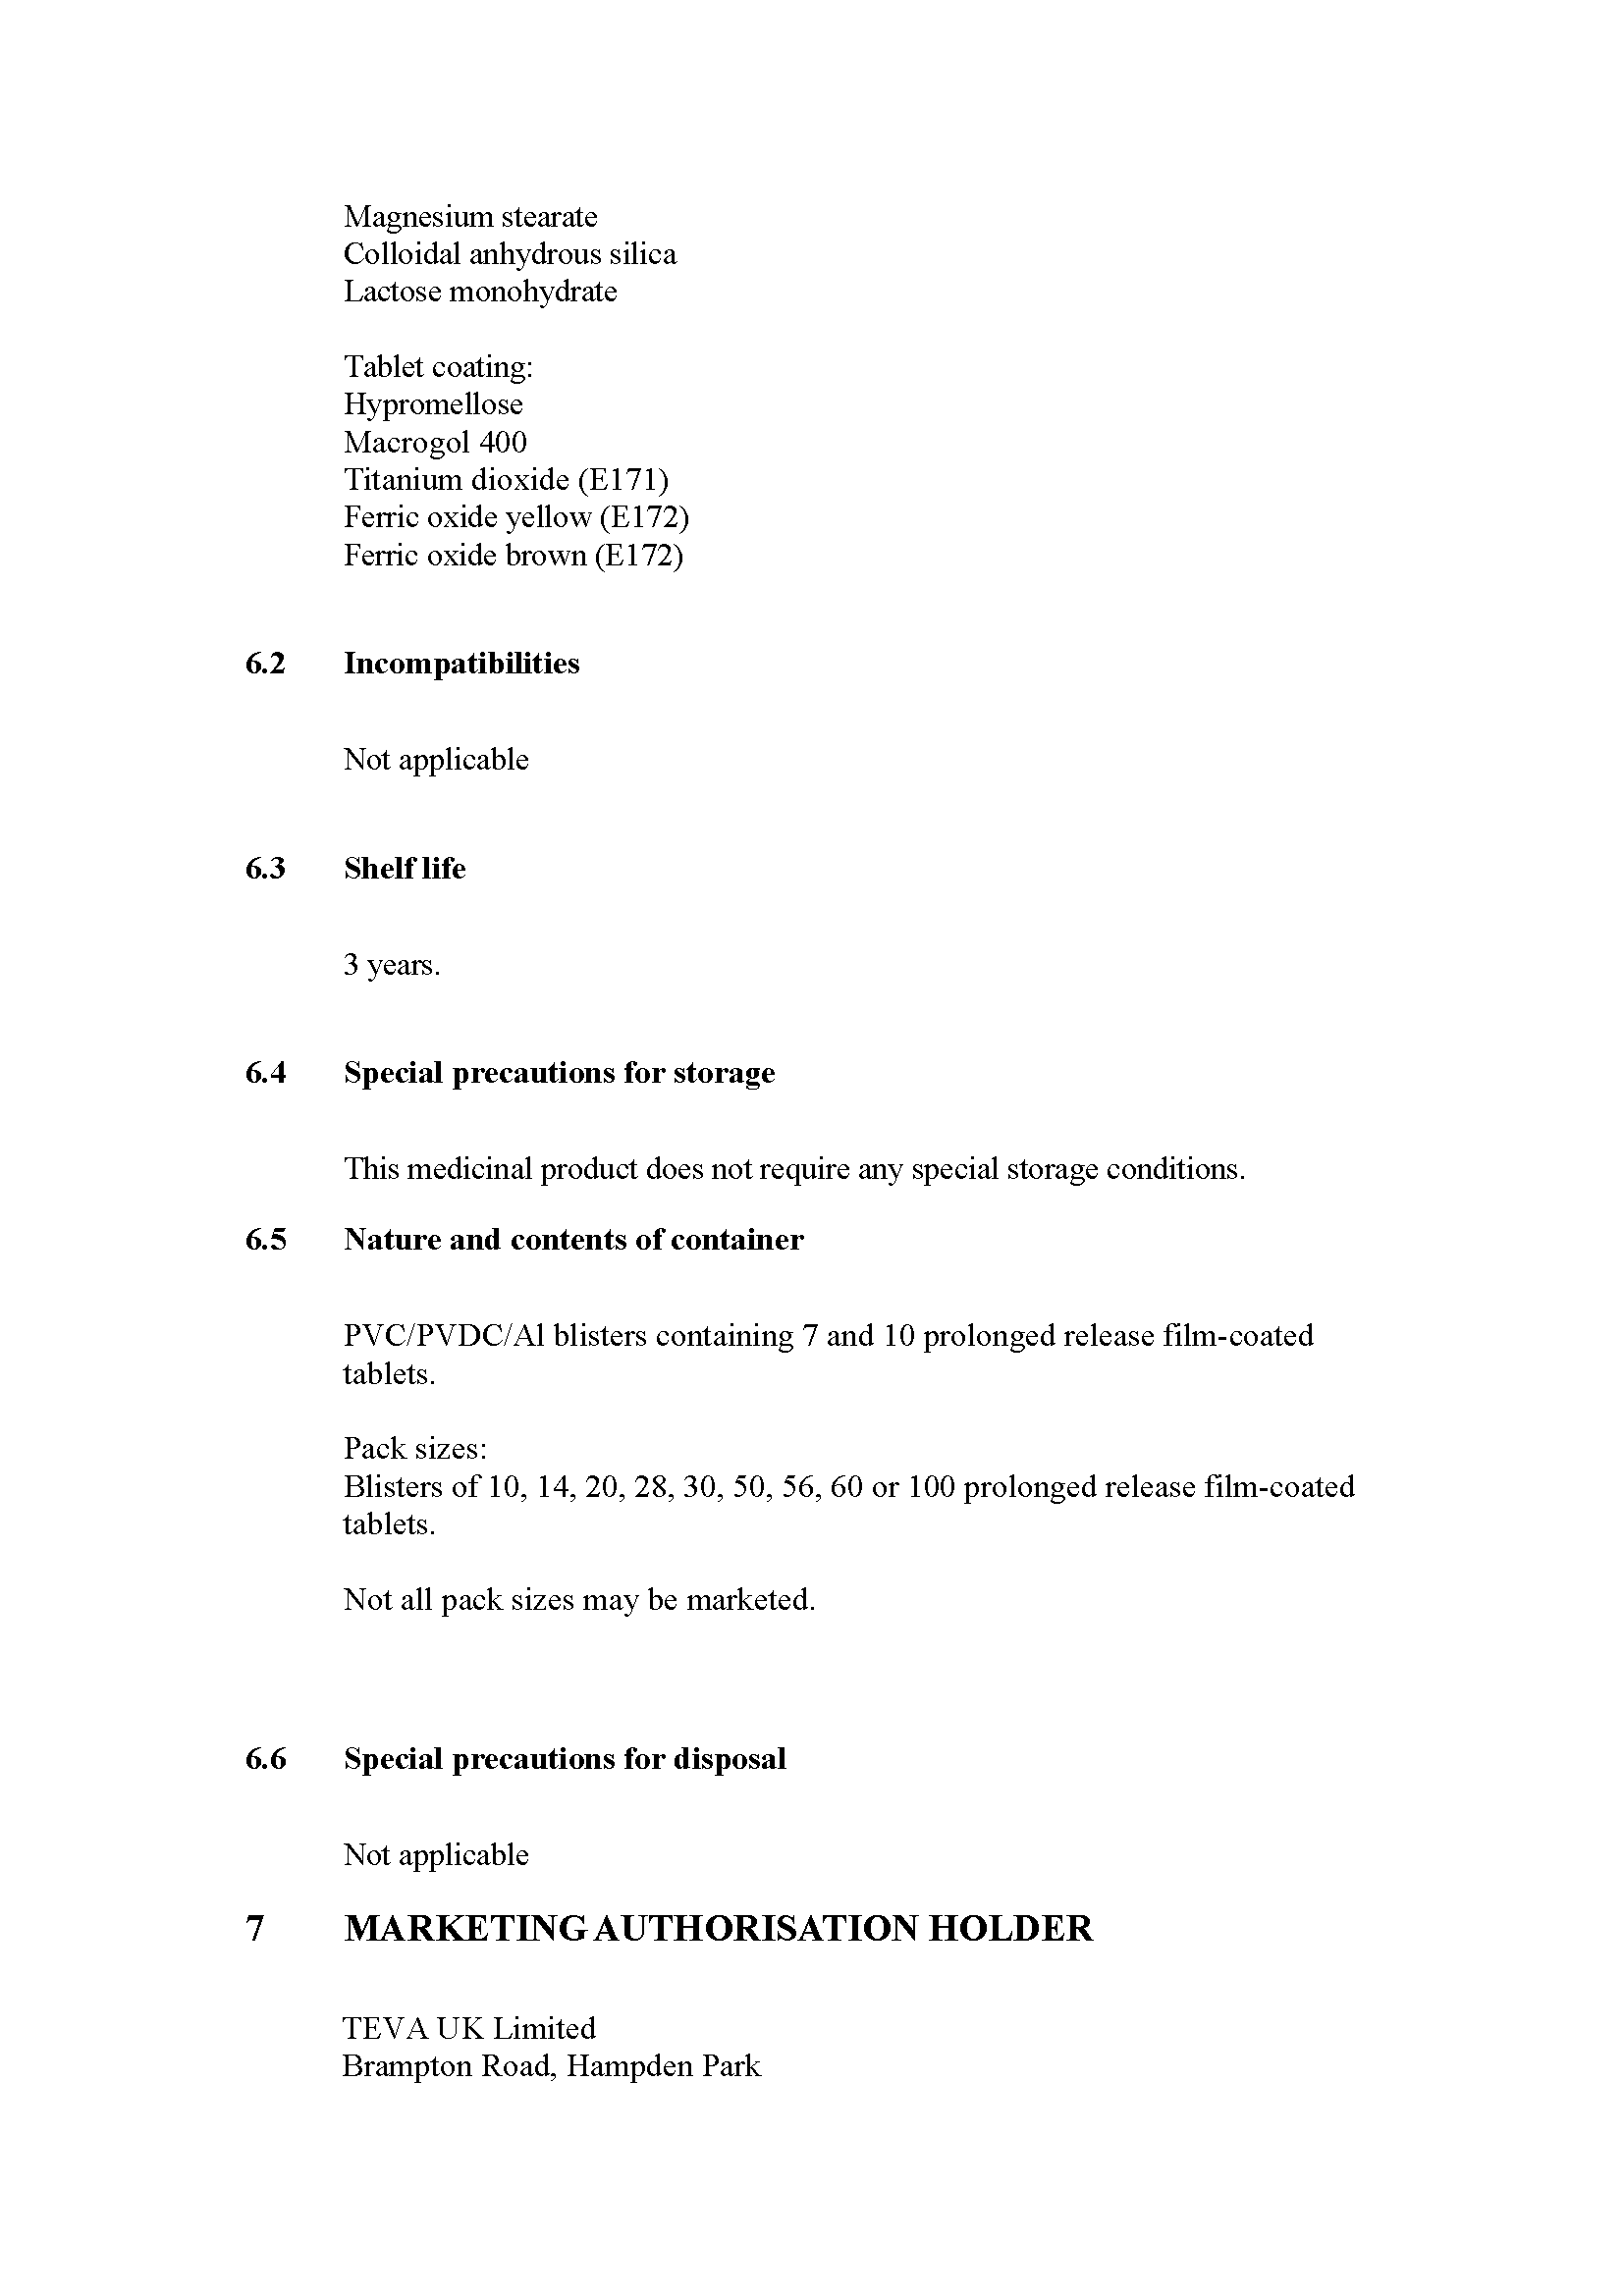 Magnesium stearate
Colloidal anhydrous silica
Lactose monohydrate
Tablet coating:
Hypromellose
Macrogol 400
Titanium dioxide (E171)
Ferric oxide yellow (E172)
Ferric oxide brown (E172)
6.2 Incompatibilities
Not applicable
6.3 Shelf life
3 years.
6.4 Special precautions for storage
This medicinal product does not require any special storage conditions.
6.5 Nature and contents of container
PVC/PVDC/Al blisters containing 7 and 10 prolonged release film-coated
tablets.
Pack sizes:
Blisters of 10, 14, 20, 28, 30, 50, 56, 60 or 100 prolonged release film-coated
tablets.
Not all pack sizes may be marketed.
6.6 Special precautions for disposal
Not applicable
7 MARKETING AUTHORISATION HOLDER
TEVA UK Limited
Brampton Road, Hampden Park